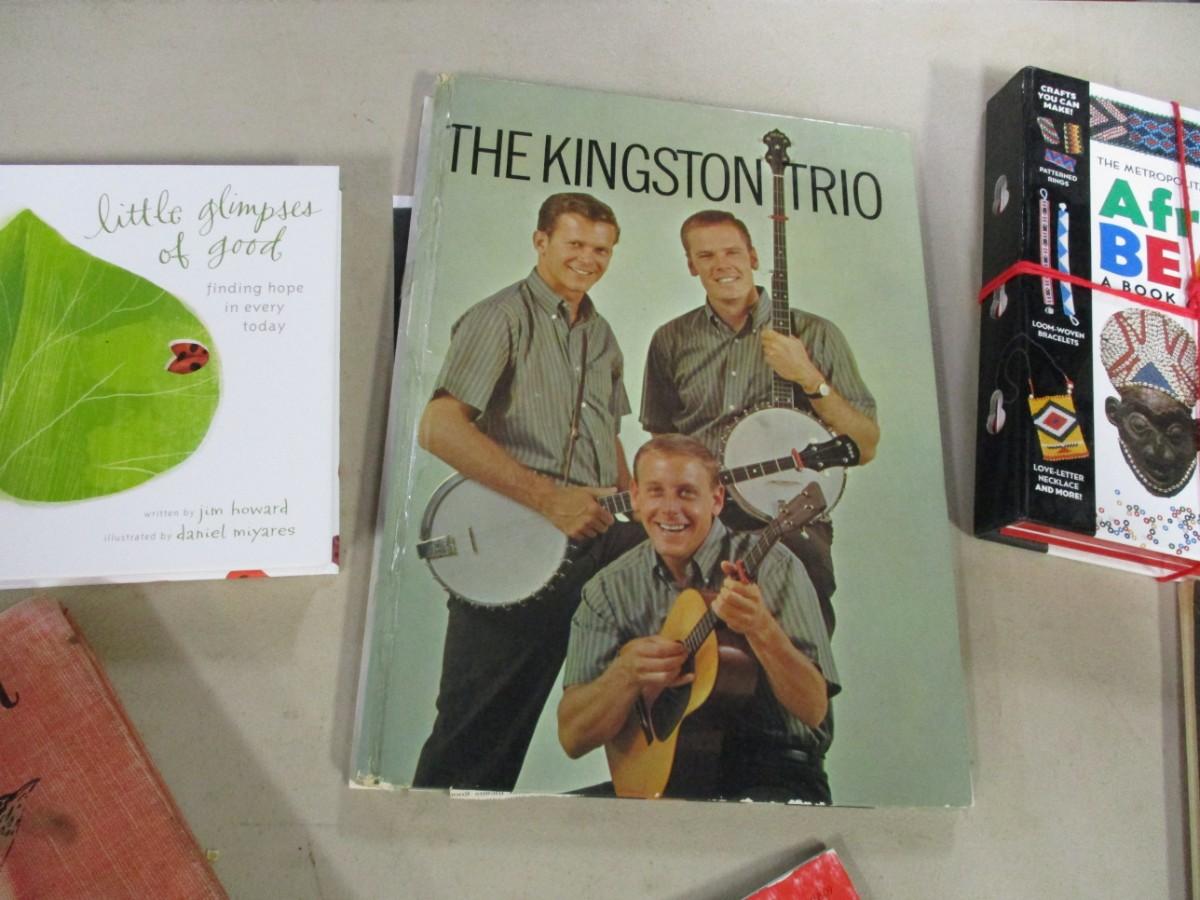 little glimpses
of good
finding hope
in every
today
written by jim howard
illustrated by daniel miyares
THE KINGSTON TRIO
CRAFTS
YOU CAN
MAKE!
PATTERNED
RINGS
LOOM-WOVEN
BRACELETS
LOVE-LETTER
NECKLACE
AND MORE!
THE METROPOLITA
Afr
BE
A BOOK